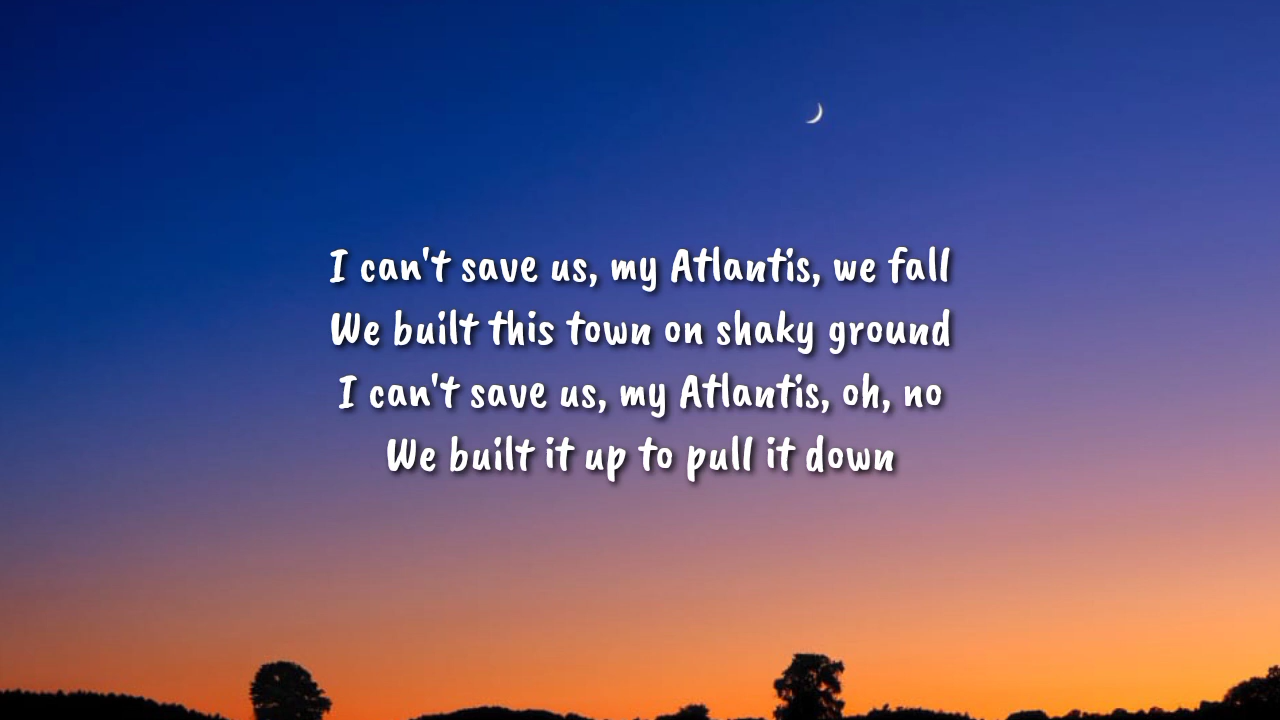 I can't save us, my Atlantis, we fall
We built this town on shaky ground
I can't save us, my Atlantis, oh, no
We built it up to pull it down